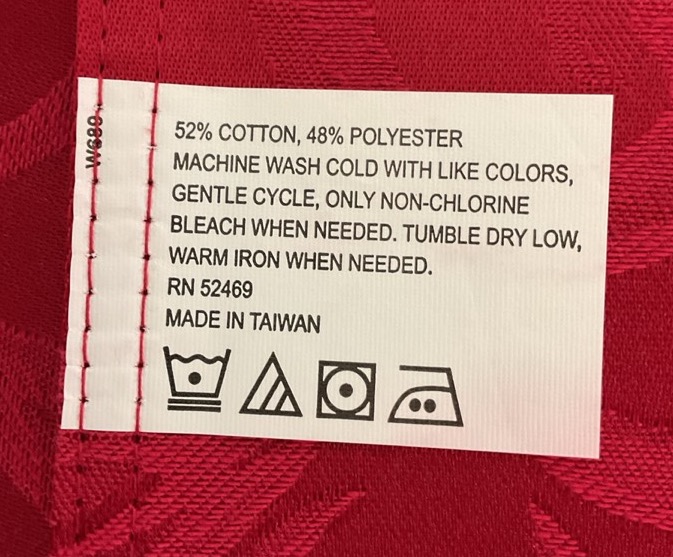 W689
52% COTTON, 48% POLYESTER
MACHINE WASH COLD WITH LIKE COLORS,
GENTLE CYCLE, ONLY NON-CHLORINE
BLEACH WHEN NEEDED. TUMBLE DRY LOW,
WARM IRON WHEN NEEDED.
RN 52469
MADE IN TAIWAN